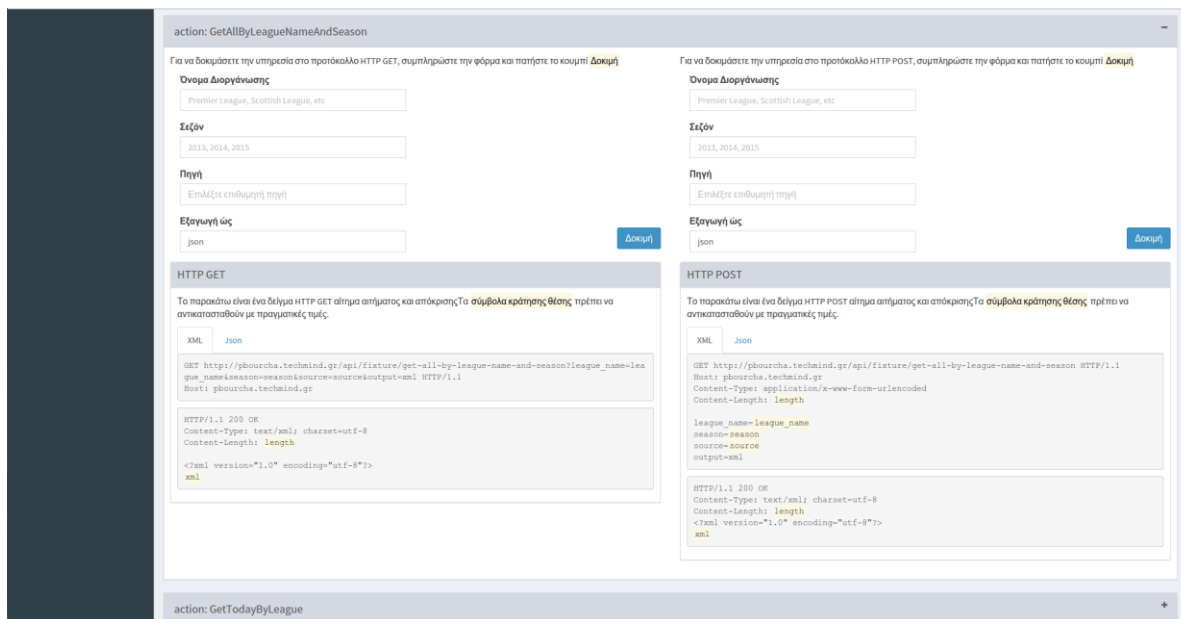 action: GetAllByLeagueNameAndSeason
−
Για να δοκιμάσετε την υπηρεσία στο πρωτόκολλο HTTP GET, συμπληρώστε την φόρμα και πατήστε το κουμπί Δοκιμή
Όνομα Διοργάνωσης
Premier League, Scottish League, etc
Σεζόν
2013, 2014, 2015
Πηγή
Επιλέξτε επιθυμητή πηγή
Εξαγωγή ώς
json
Δοκιμή
HTTP GET
Το παρακάτω είναι ένα δείγμα HTTP GET αίτημα αιτήματος και απόκρισηςΤα σύμβολα κράτησης θέσης πρέπει να
αντικατασταθούν με πραγματικές τιμές.
XML Json
GET http://pbourcha.techmind.gr/api/fixture/get-all-by-league-name-and-season?league_name=lea
gue_name&season=season&source=source&output=xml HTTP/1.1
Host: pbourcha.techmind.gr
HTTP/1.1 200 OK
Content-Type: text/xml; charset=utf-8
Content-Length: length
<?xml version="1.0" encoding="utf-8"?>
xml
Για να δοκιμάσετε την υπηρεσία στο πρωτόκολλο HTTP POST, συμπληρώστε την φόρμα και πατήστε το κουμπί Δοκιμή
Όνομα Διοργάνωσης
Premier League, Scottish League, etc
Σεζόν
2013, 2014, 2015
Πηγή
Επιλέξτε επιθυμητή πηγή
Εξαγωγή ώς
json
Δοκιμή
HTTP POST
Το παρακάτω είναι ένα δείγμα HTTP POST αίτημα αιτήματος και απόκρισηςΤα σύμβολα κράτησης θέσης πρέπει να
αντικατασταθούν με πραγματικές τιμές.
XML Json
GET http://pbourcha.techmind.gr/api/fixture/get-all-by-league-name-and-season HTTP/1.1
Host: pbourcha.techmind.gr
Content-Type: application/x-www-form-urlencoded
Content-Length: length
league_name=league_name
season=season
source=source
output=xml
HTTP/1.1 200 OK
Content-Type: text/xml; charset=utf-8
Content-Length: length
<?xml version="1.0" encoding="utf-8"?>
xml
action: GetTodayByLeague
+